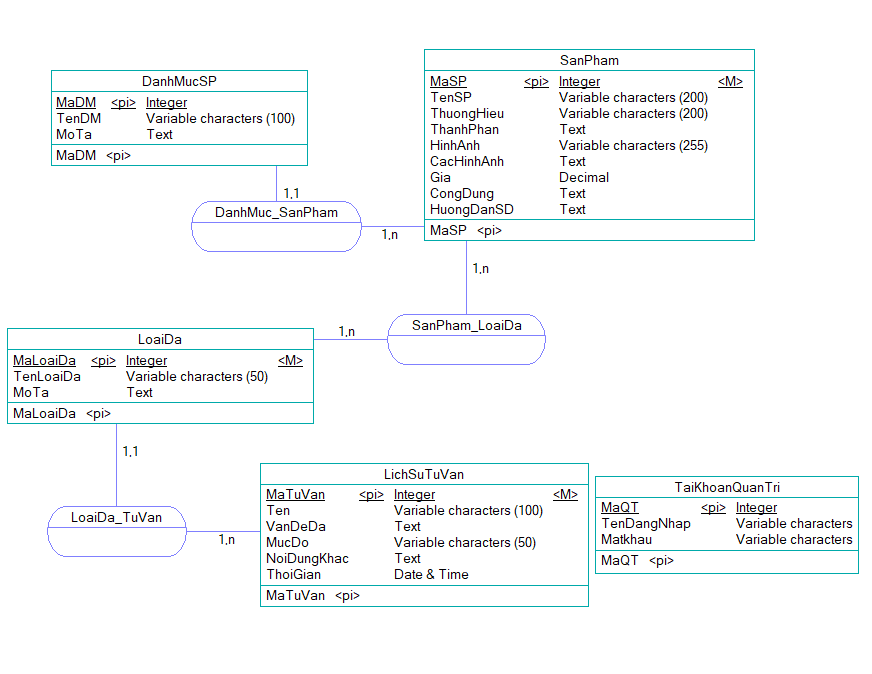 DanhMucSP
MaDM <pi> Integer
TenDM Variable characters (100)
MoTa Text
MaDM <pi>
SanPham
MaSP <pi> Integer <M>
TenSP Variable characters (200)
ThuongHieu Variable characters (200)
ThanhPhan Text
HinhAnh Variable characters (255)
CacHinhAnh Text
Gia Decimal
CongDung Text
HuongDanSD Text
MaSP <pi>
1,1
DanhMuc_SanPham
1,n
1,n
SanPham_LoaiDa
1,n
LoaiDa
MaLoaiDa <pi> Integer <M>
TenLoaiDa Variable characters (50)
MoTa Text
MaLoaiDa <pi>
1,1
LoaiDa_TuVan
1,n
LichSuTuVan
MaTuVan <pi> Integer <M>
Ten Variable characters (100)
VanDeDa Text
MucDo Variable characters (50)
NoiDungKhac Text
ThoiGian Date & Time
MaTuVan <pi>
TaiKhoanQuanTri
MaQT <pi> Integer
TenDangNhap Variable characters
Matkhau Variable characters
MaQT <pi>